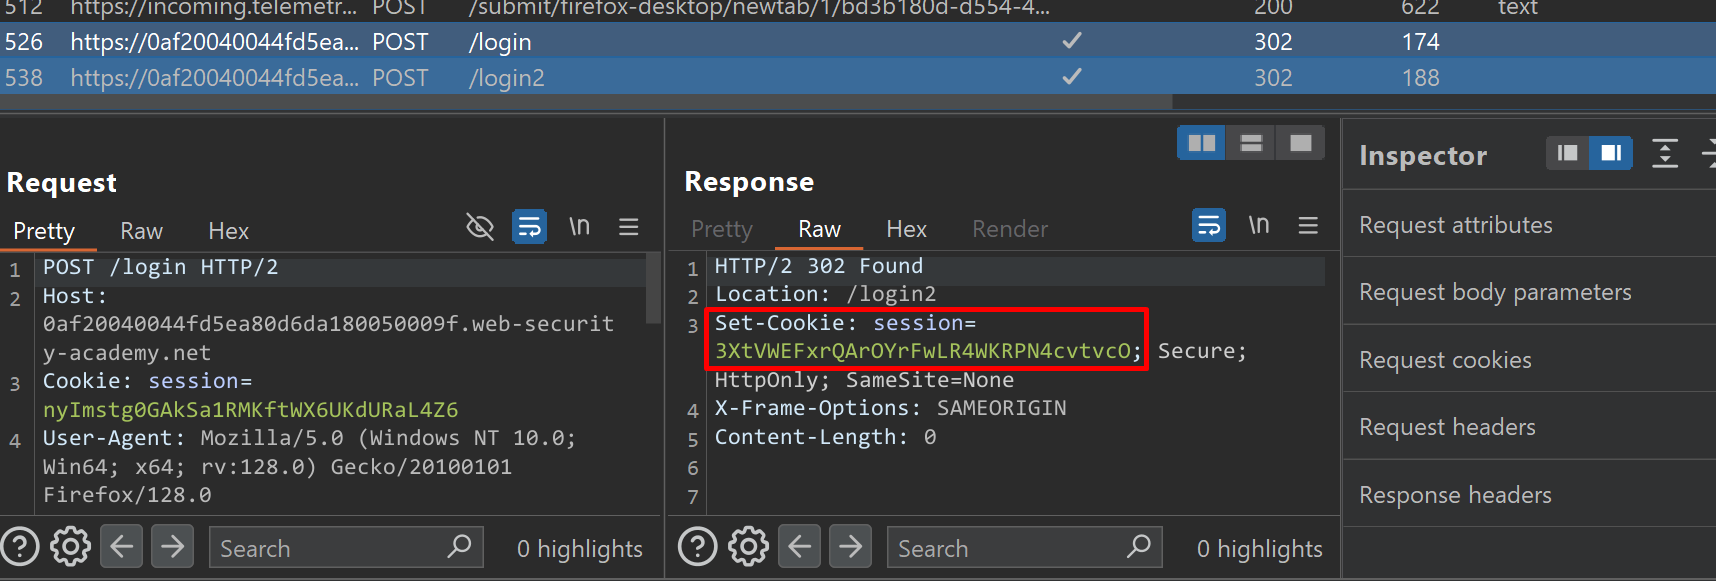 512 https://incoming.telemetr... POST /submit/firefox-desktop/newtab/1/bd3b180d-d554-4... 200 622 text
526 https://0af20040044fd5ea... POST /login 302 174
538 https://0af20040044fd5ea... POST /login2 302 188
Request
Pretty Raw Hex \n
1 POST /login HTTP/2
2 Host:
0af20040044fd5ea80d6da180050009f.web-securit
y-academy.net
3 Cookie: session=
nyImstg0GAkSa1RMKftWX6UKdURaL4Z6
4 User-Agent: Mozilla/5.0 (Windows NT 10.0;
Win64; x64; rv:128.0) Gecko/20100101
Firefox/128.0
Search 0 highlights
Response
Pretty Raw Hex Render \n
1 HTTP/2 302 Found
2 Location: /login2
3 Set-Cookie: session=
3XtVWEFxrQArOYrFwLR4WKRPN4cvtvcO; Secure;
HttpOnly; SameSite=None
4 X-Frame-Options: SAMEORIGIN
5 Content-Length: 0
6
7
Search 0 highlights
Inspector
Request attributes
Request body parameters
Request cookies
Request headers
Response headers